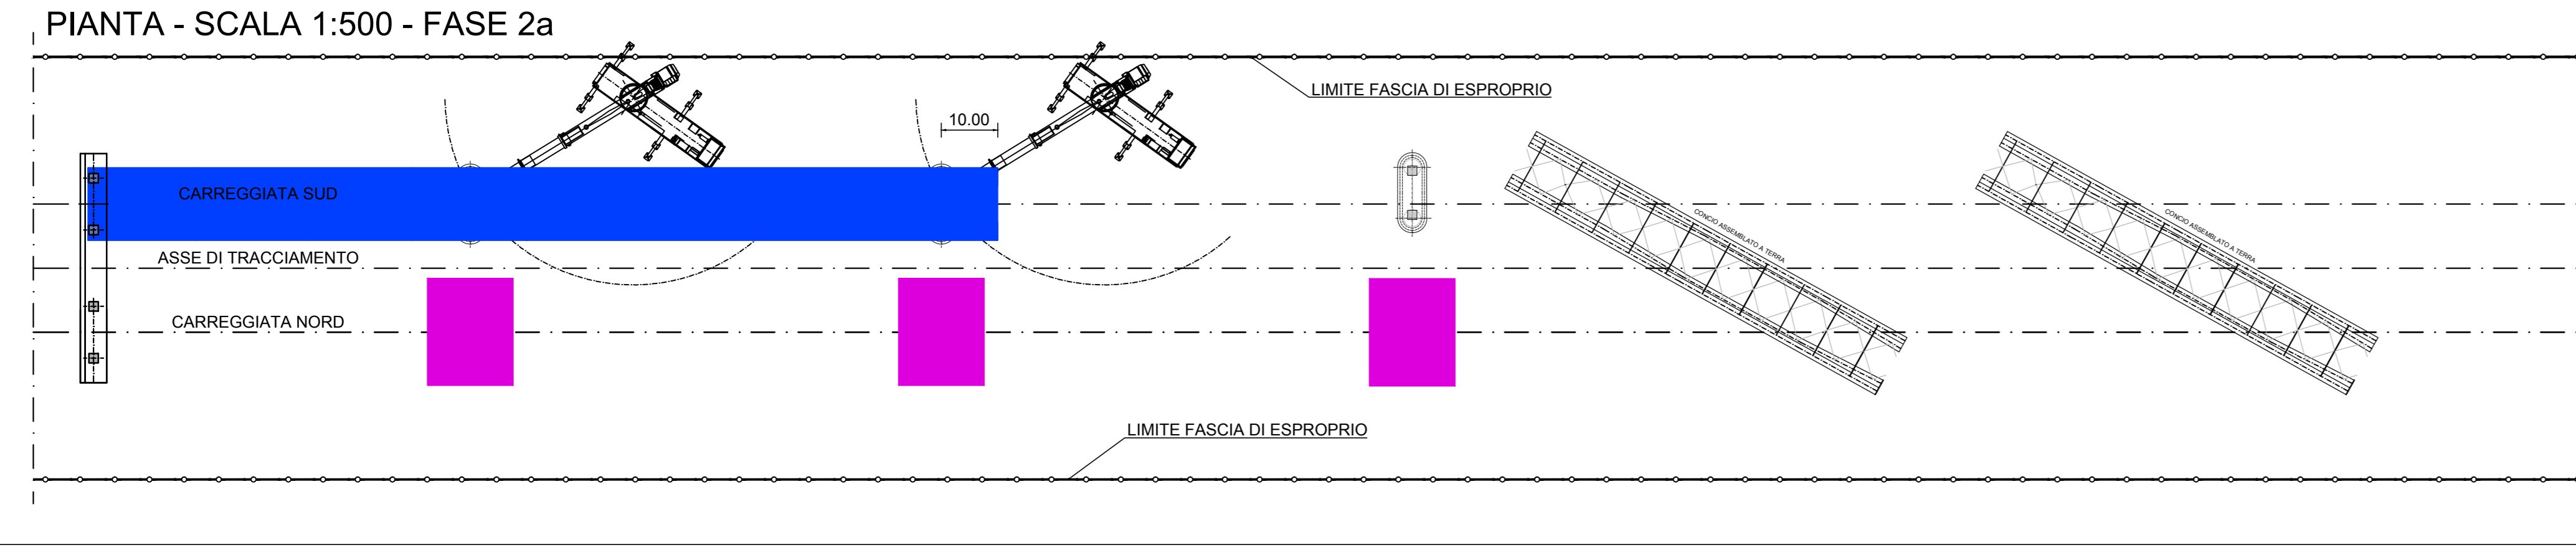 PIANTA - SCALA 1:500 - FASE 2a
LIMITE FASCIA DI ESPROPRIO
10.00
CARREGGIATA SUD
CONCIO ASSEMBLATO A TERRA
CONCIO ASSEMBLATO A TERRA
ASSE DI TRACCIAMENTO
CARREGGIATA NORD
LIMITE FASCIA DI ESPROPRIO